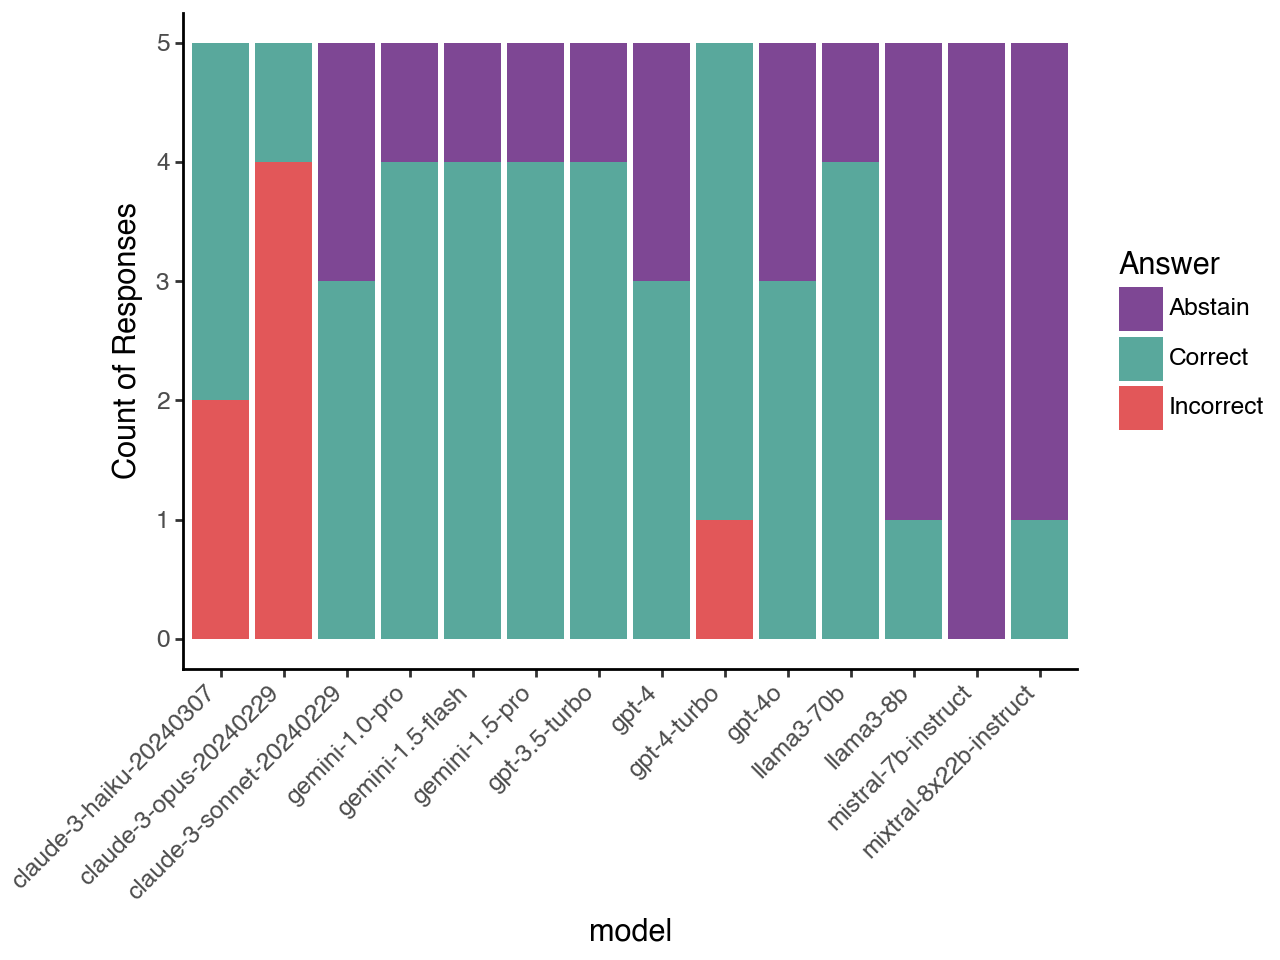 5
4
3
2
1
0
Count of Responses
claude-3-haiku-20240307
claude-3-opus-20240229
claude-3-sonnet-20240229
gemini-1.0-pro
gemini-1.5-flash
gemini-1.5-pro
gpt-3.5-turbo
gpt-4
gpt-4-turbo
gpt-4o
llama3-70b
llama3-8b
mistral-7b-instruct
mixtral-8x22b-instruct
model
Answer
Abstain
Correct
Incorrect